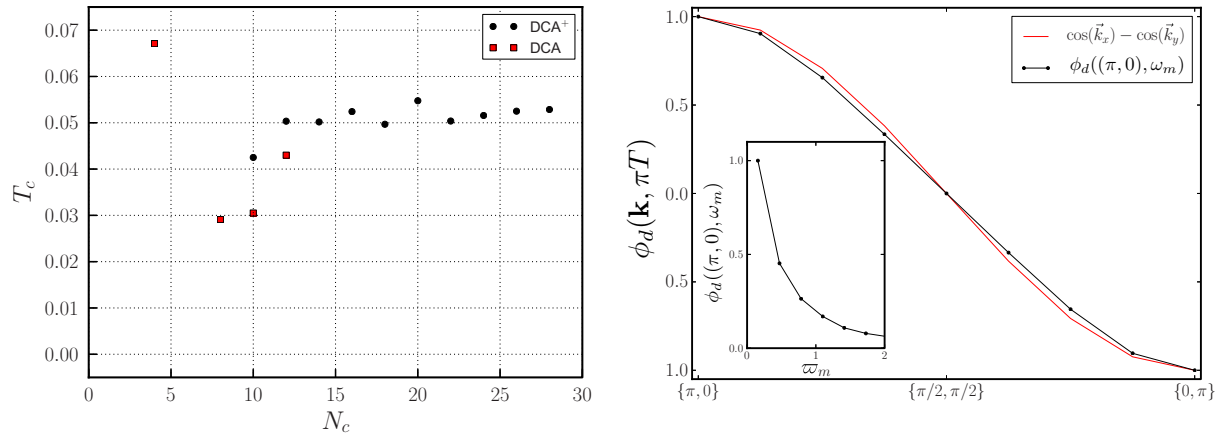 0.07
0.06
0.05
0.04
0.03
0.02
0.01
0.00
T_c
0 5 10 15 20 25 30
N_c
DCA⁺
DCA
1.0
0.5
0.0
0.5
1.0
ϕ_d(𝐤, πT)
{π, 0} {π/2, π/2} {0, π}
cos(k⃗_x) − cos(k⃗_y)
ϕ_d((π, 0), ω_m)
1.0
0.5
0.0
ϕ_d((π, 0), ω_m)
0 1 2
ϖ_m